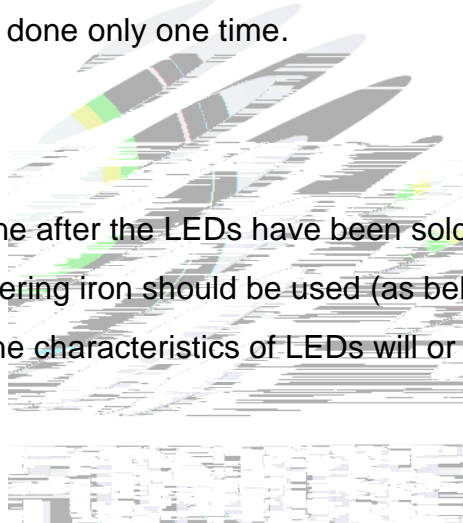 done only one time.
ne after the LEDs have been sold
ering iron should be used (as bel
ne characteristics of LEDs will or